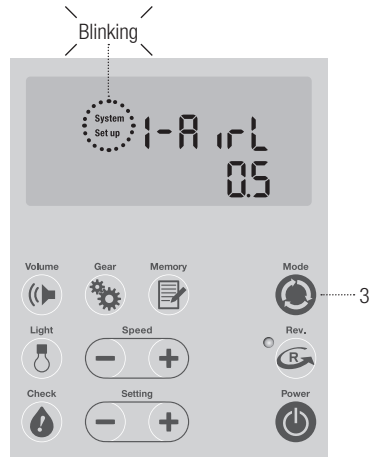 Blinking
System
Set up
1-AirL
0.5
Volume
Gear
Memory
Mode
3
Light
Speed
Rev.
R
Check
Setting
Power